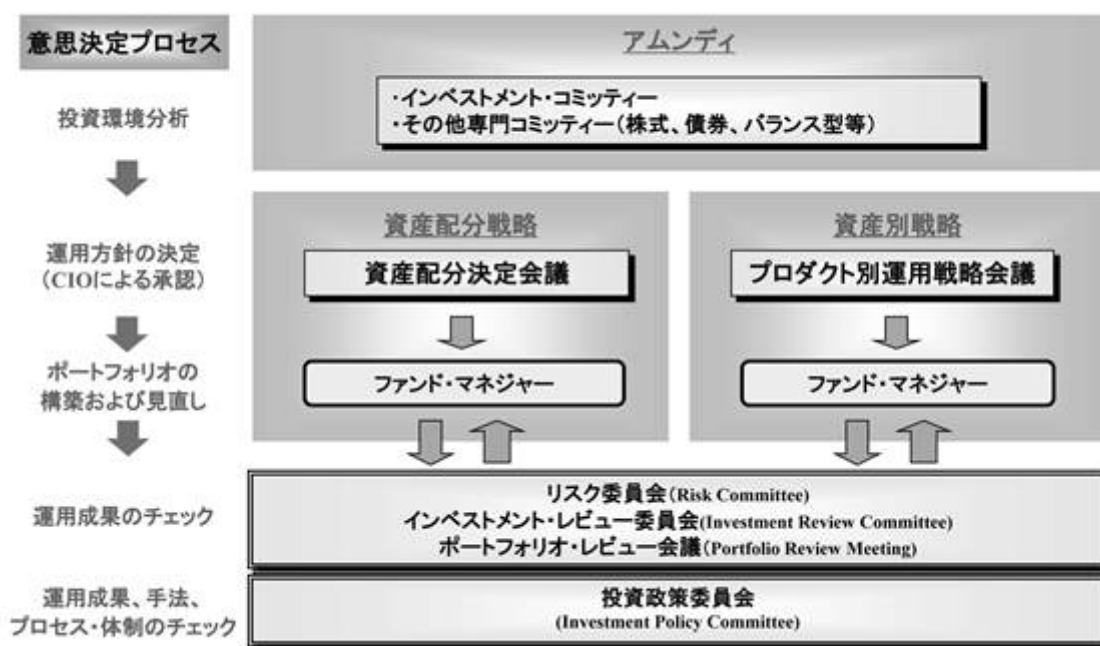 意思決定プロセス
アムンディ
投資環境分析
・インベストメント・コミッティー
・その他専門コミッティー(株式、債券、バランス型等)
運用方針の決定
(CIOによる承認)
資産配分戦略
資産配分決定会議
資産別戦略
プロダクト別運用戦略会議
ポートフォリオの
構築および見直し
ファンド・マネジャー
ファンド・マネジャー
運用成果のチェック
リスク委員会(Risk Committee)
インベストメント・レビュー委員会(Investment Review Committee)
ポートフォリオ・レビュー会議(Portfolio Review Meeting)
運用成果、手法、
プロセス・体制のチェック
投資政策委員会
(Investment Policy Committee)